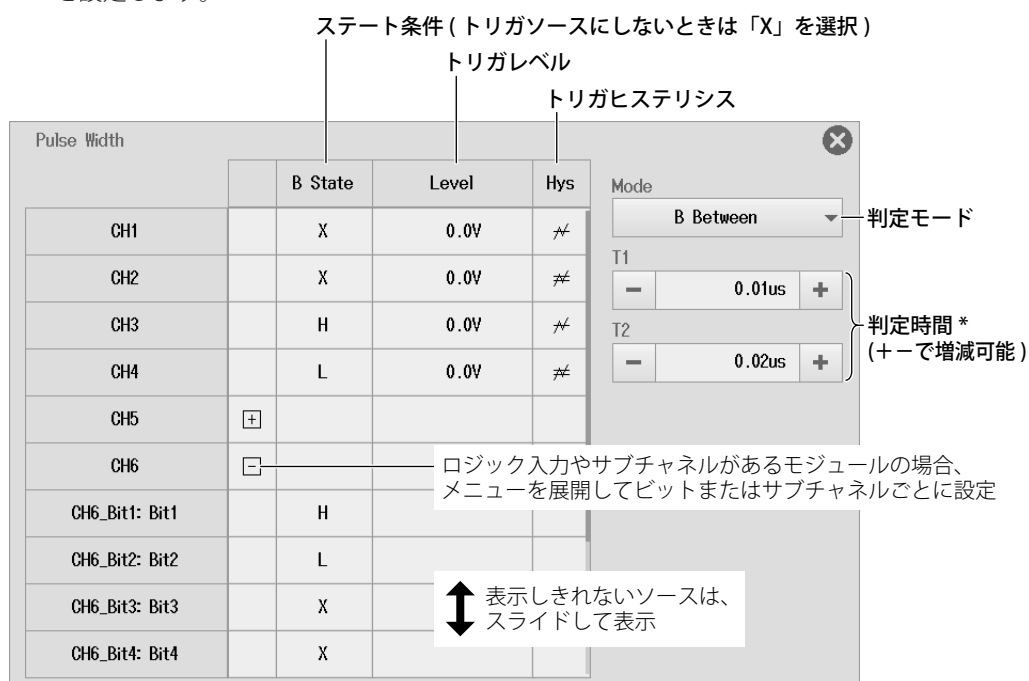 を設定します。
ステート条件 ( トリガソースにしないときは「X」を選択 )
トリガレベル
トリガヒステリシス
Pulse Width
B State Level Hys
CH1 X 0.0V
CH2 X 0.0V
CH3 H 0.0V
CH4 L 0.0V
CH5 +
CH6 -
CH6_Bit1: Bit1 H
CH6_Bit2: Bit2 L
CH6_Bit3: Bit3 X
CH6_Bit4: Bit4 X
Mode
B Between
判定モード
T1
- 0.01us +
T2
- 0.02us +
判定時間 *
(+-で増減可能 )
ロジック入力やサブチャネルがあるモジュールの場合、
メニューを展開してビットまたはサブチャネルごとに設定
表示しきれないソースは、
スライドして表示